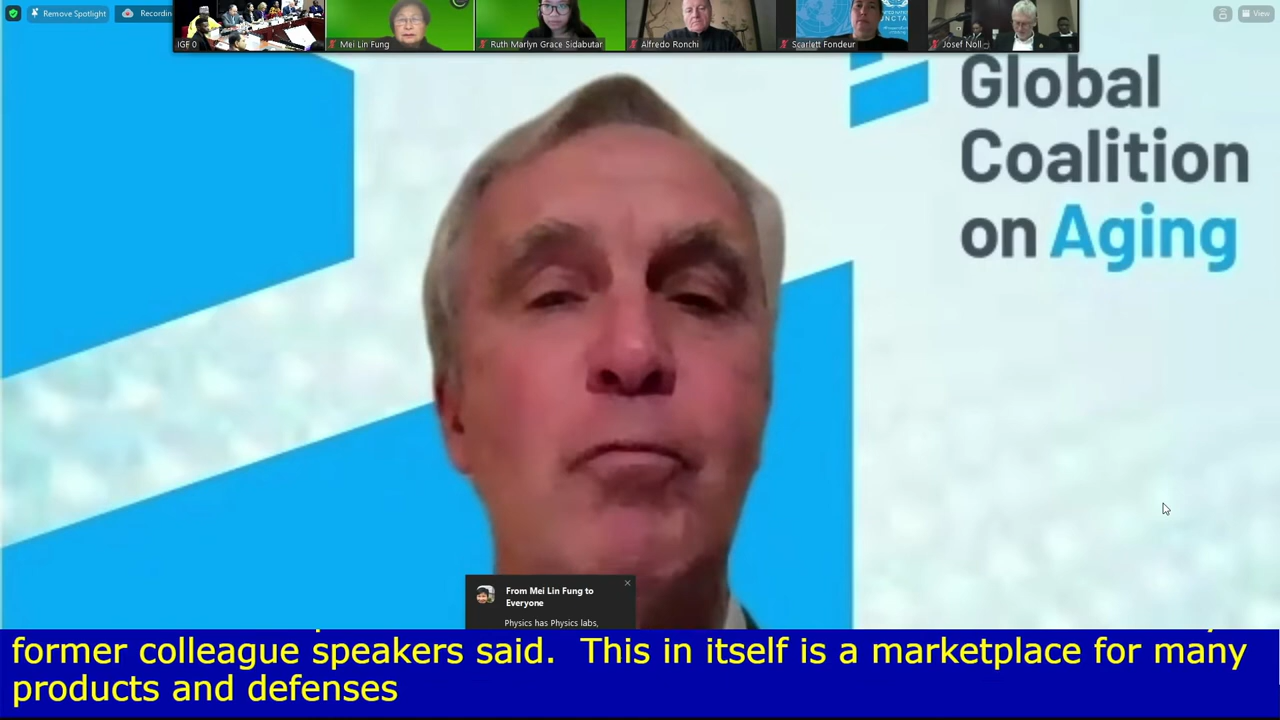 Remove Spotlight
Recordin
View
IGF 0
Mei Lin Fung
Ruth Marlyn Grace Sidabutar
Alfredo Ronchi
Scarlett Fondeur
Josef Noll
Global
Coalition
on Aging
From Mei Lin Fung to
Everyone
Physics has Physics labs,
former colleague speakers said.  This in itself is a marketplace for many
products and defenses